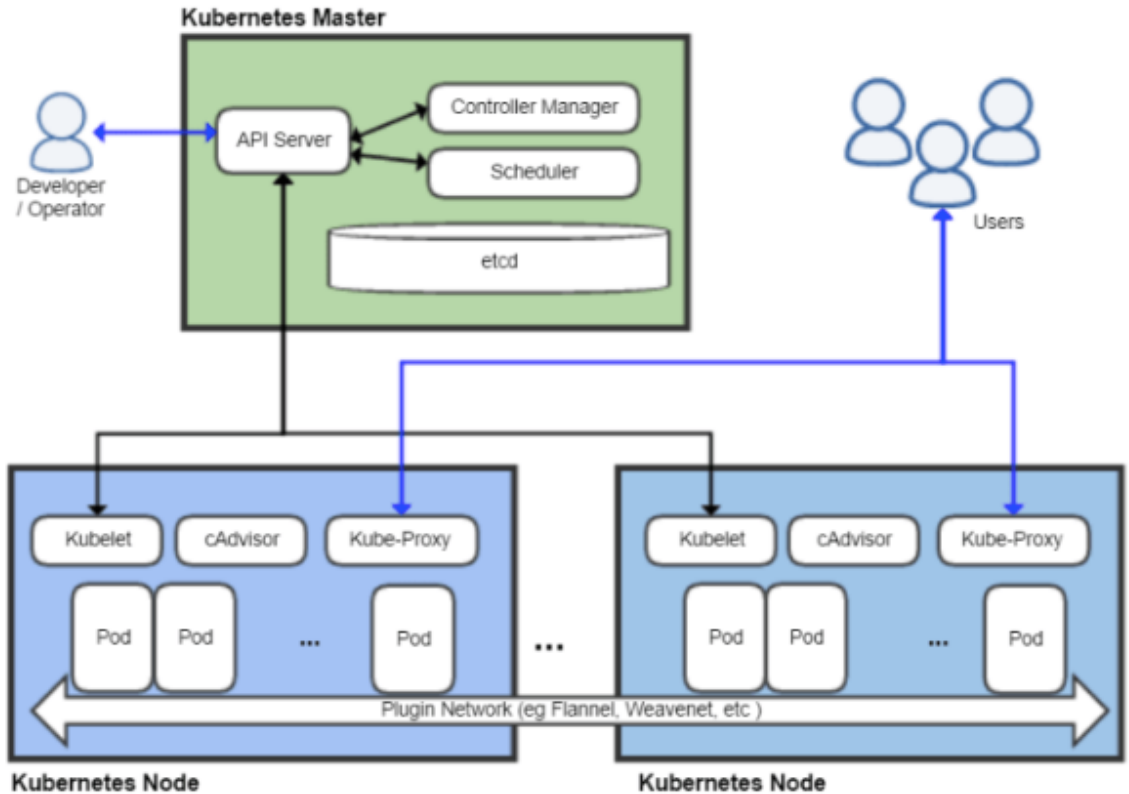 Kubernetes Master
API Server
Controller Manager
Scheduler
etcd
Developer
/ Operator
Users
Kubelet
cAdvisor
Kube-Proxy
Pod
Pod
...
Pod
...
Kubelet
cAdvisor
Kube-Proxy
Pod
Pod
...
Pod
Plugin Network (eg Flannel, Weavenet, etc )
Kubernetes Node
Kubernetes Node